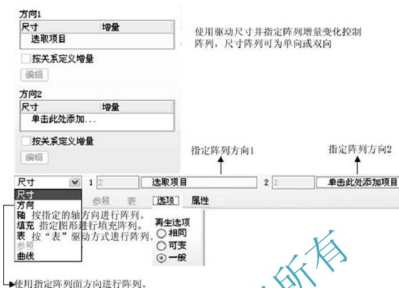 方向1
尺寸 增量
选取项目
按关系定义增量
编辑
使用驱动尺寸并指定阵列增量变化控制
阵列，尺寸阵列可为单向或双向
方向2
尺寸 增量
单击此处添加...
按关系定义增量
编辑
指定阵列方向1 指定阵列方向2
尺寸 1 2 选取项目 2 2 单击此处添加项目
尺寸
方向
参照 表 选项 属性
轴 按指定的轴方向进行阵列。
填充 指定图形进行填充阵列。
表 按“表”驱动方式进行阵列.
参照
曲线
再生选项
相同
可变
一般
使用指定阵列面方向进行阵列。
所有